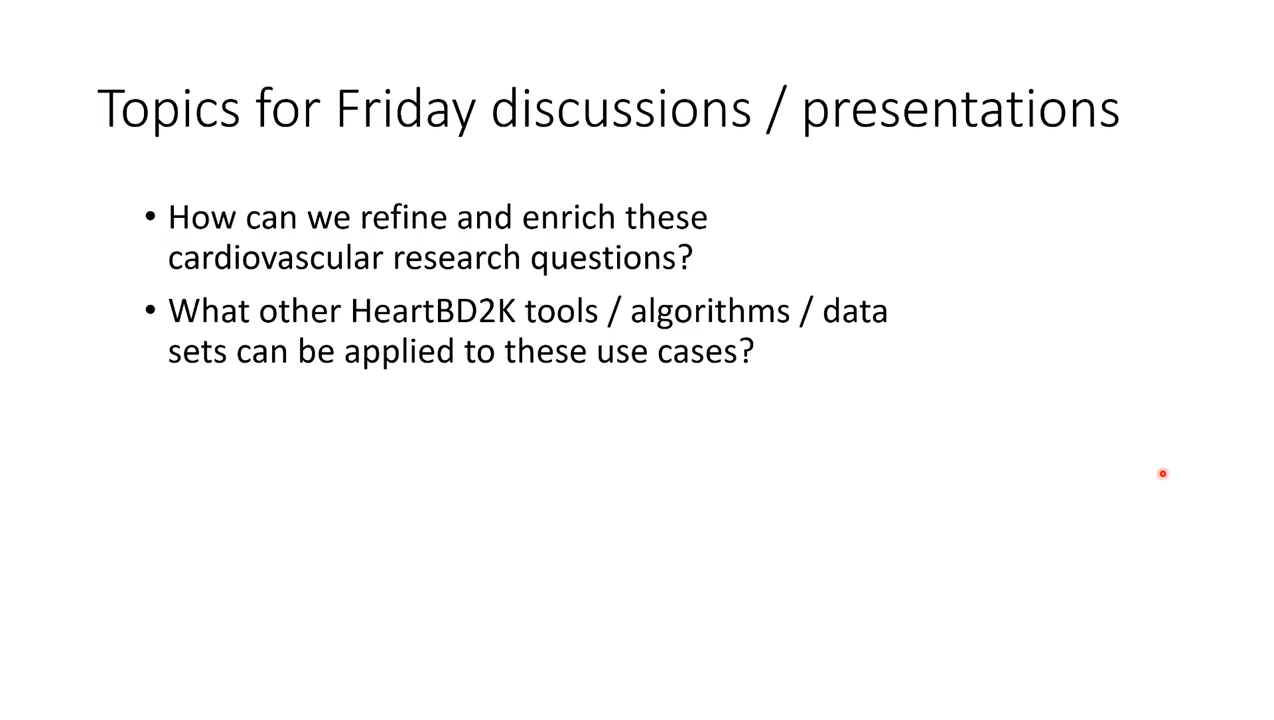 Topics for Friday discussions / presentations
• How can we refine and enrich these
cardiovascular research questions?
• What other HeartBD2K tools / algorithms / data
sets can be applied to these use cases?